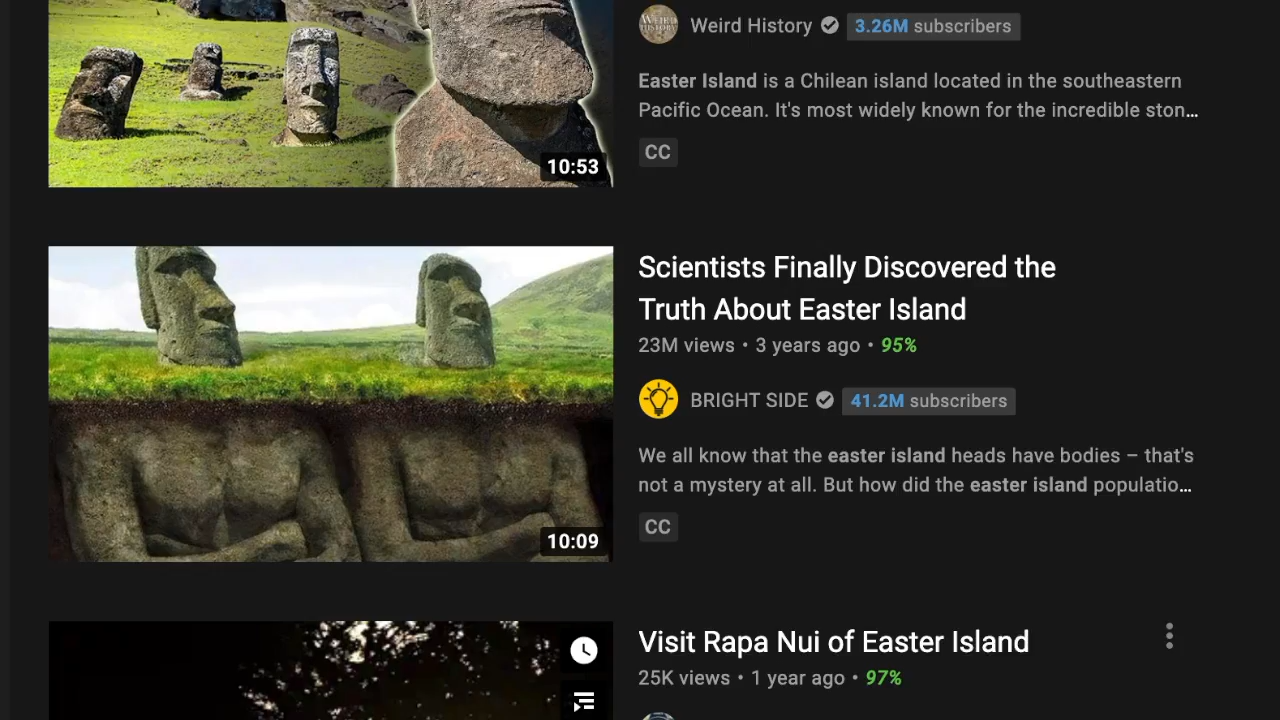 Weird History 3.26M subscribers
Easter Island is a Chilean island located in the southeastern
Pacific Ocean. It's most widely known for the incredible ston...
CC
10:53
Scientists Finally Discovered the
Truth About Easter Island
23M views • 3 years ago • 95%
BRIGHT SIDE 41.2M subscribers
We all know that the easter island heads have bodies – that's
not a mystery at all. But how did the easter island populatio...
CC
10:09
Visit Rapa Nui of Easter Island
25K views • 1 year ago • 97%